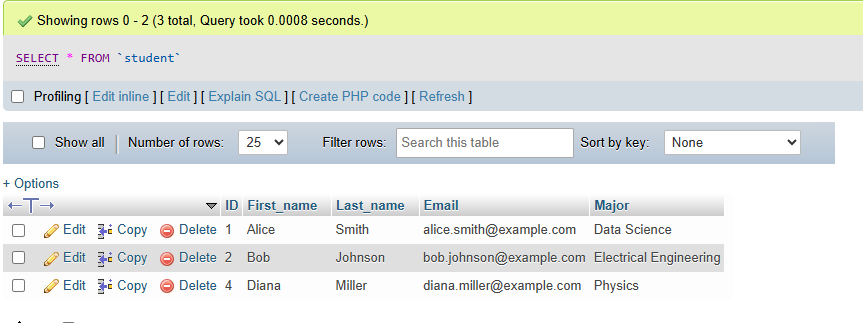 Showing rows 0 - 2 (3 total, Query took 0.0008 seconds.)
SELECT * FROM `student`
Profiling [ Edit inline ] [ Edit ] [ Explain SQL ] [ Create PHP code ] [ Refresh ]
Show all Number of rows: 25 Filter rows: Search this table Sort by key: None
+ Options
ID First_name Last_name Email Major
Edit Copy Delete 1 Alice Smith alice.smith@example.com Data Science
Edit Copy Delete 2 Bob Johnson bob.johnson@example.com Electrical Engineering
Edit Copy Delete 4 Diana Miller diana.miller@example.com Physics